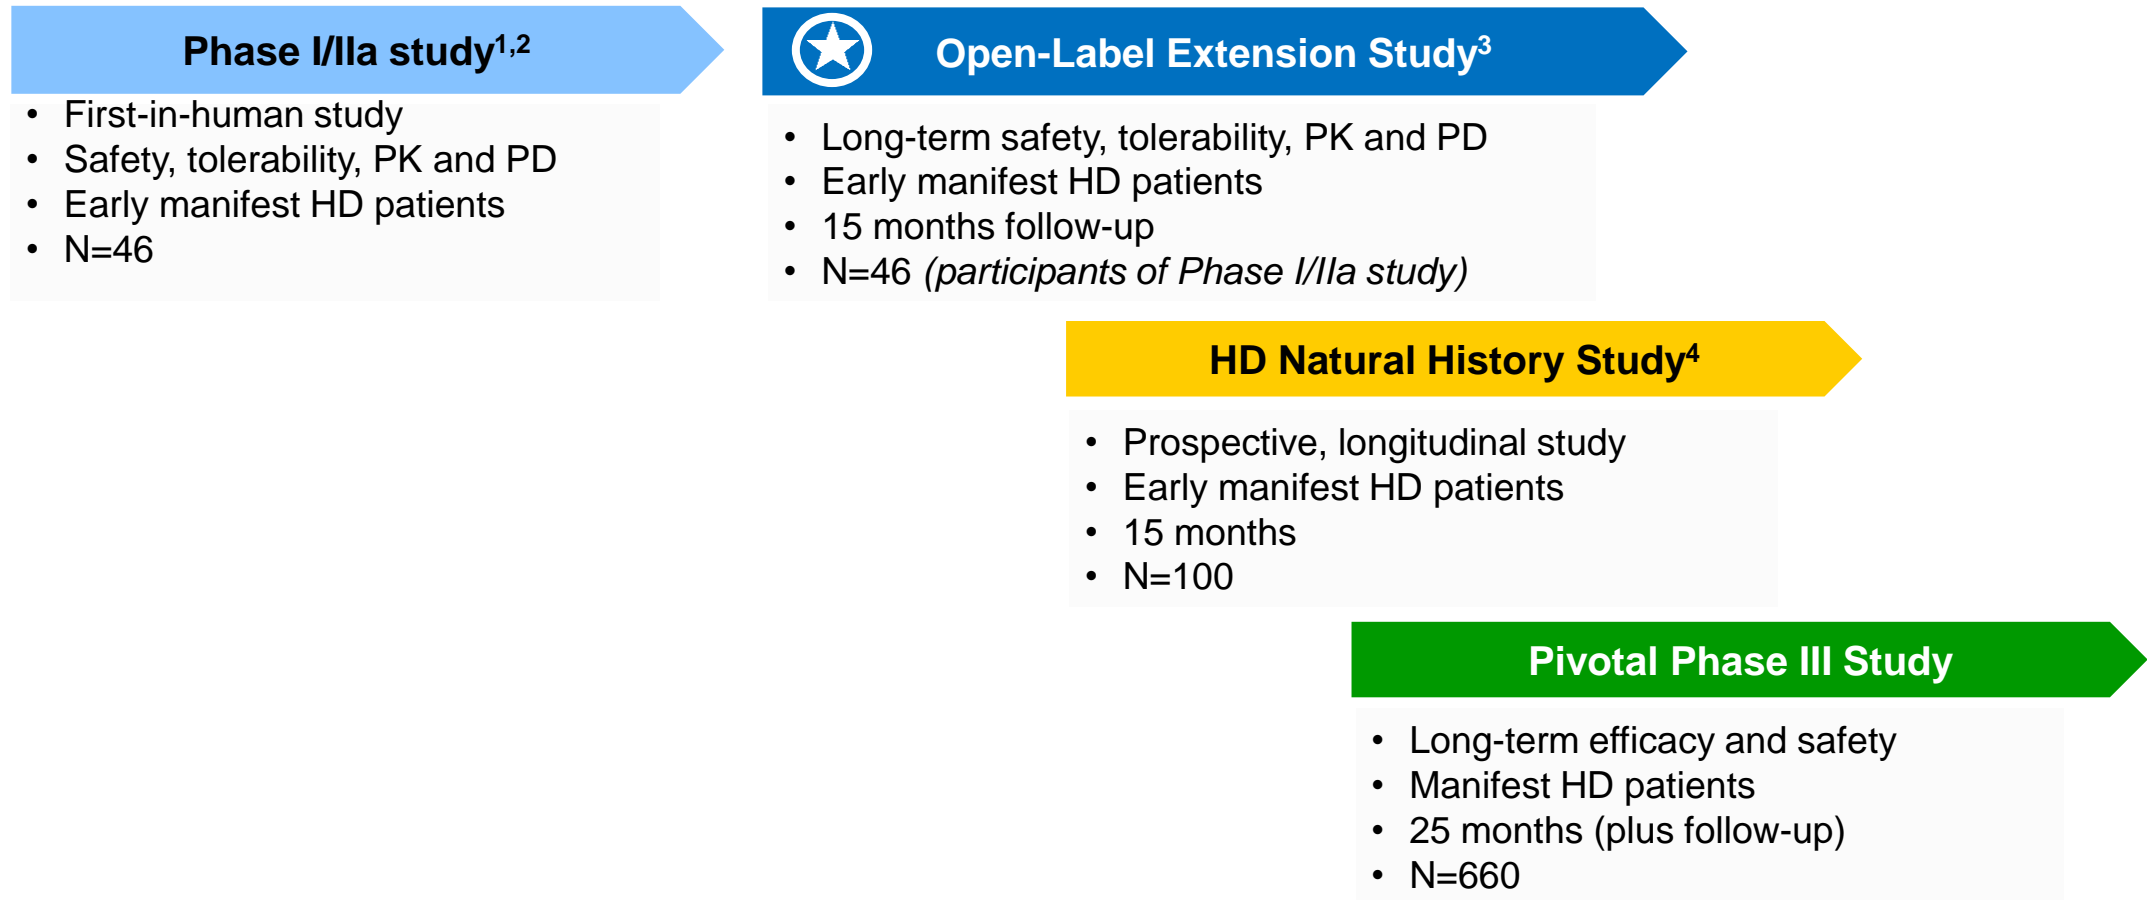 Phase I/IIa study1,2
• First-in-human study
• Safety, tolerability, PK and PD
• Early manifest HD patients
• N=46
Open-Label Extension Study3
• Long-term safety, tolerability, PK and PD
• Early manifest HD patients
• 15 months follow-up
• N=46 (participants of Phase I/IIa study)
HD Natural History Study4
• Prospective, longitudinal study
• Early manifest HD patients
• 15 months
• N=100
Pivotal Phase III Study
• Long-term efficacy and safety
• Manifest HD patients
• 25 months (plus follow-up)
• N=660